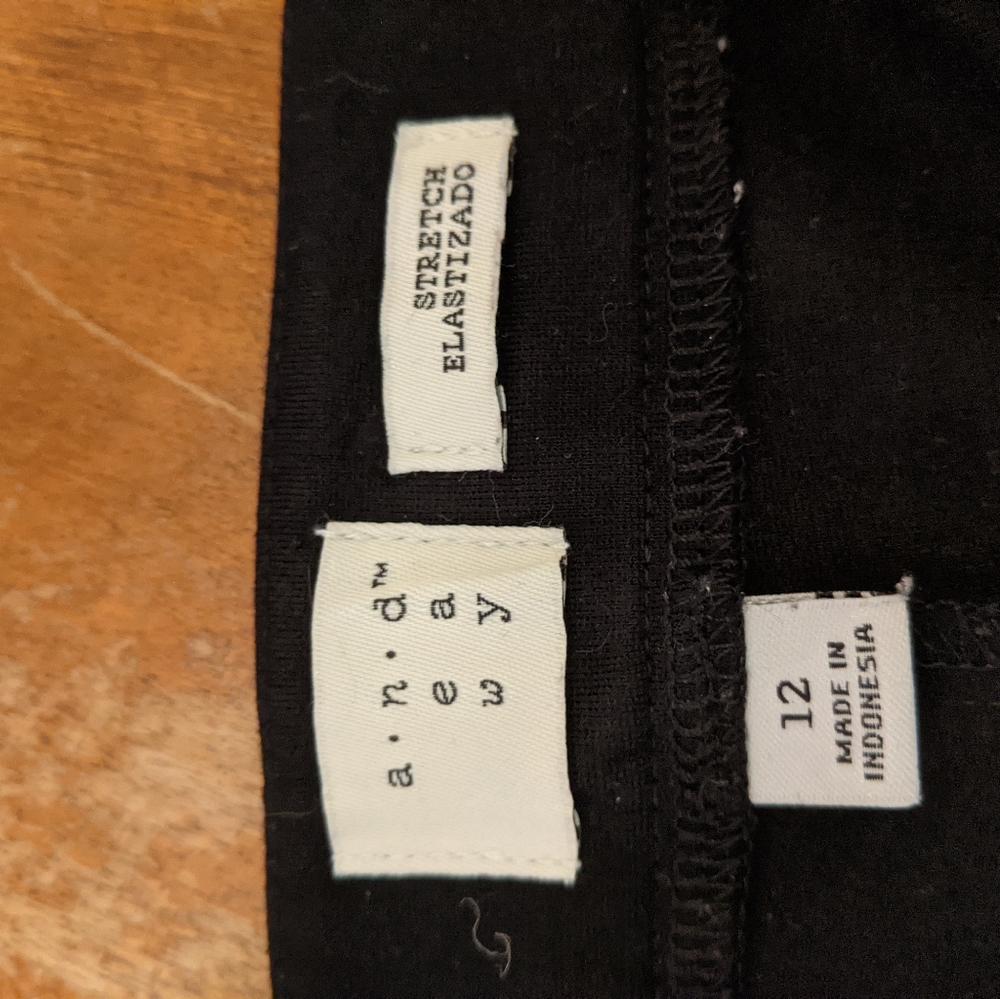 a·n·d™
e a
w y
STRETCH
ELASTIZADO
12
MADE IN
INDONESIA